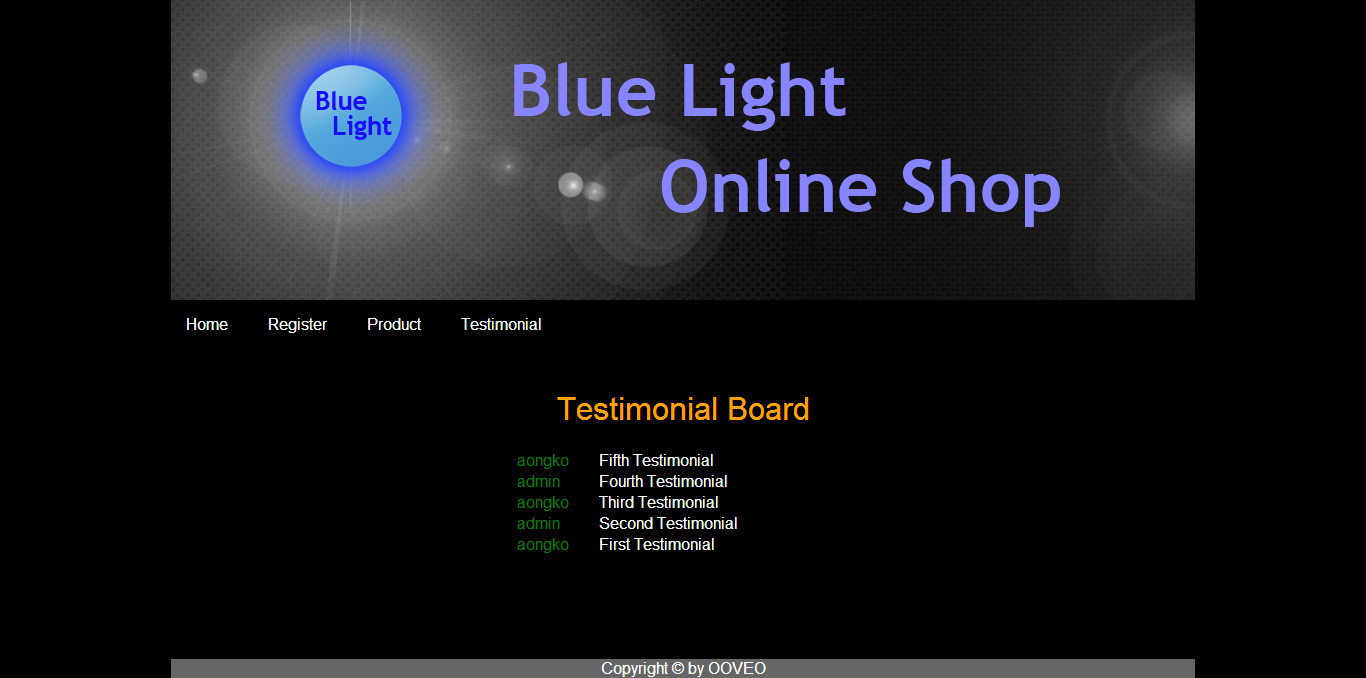 Blue
Light
Blue Light
Online Shop
Home Register Product Testimonial
Testimonial Board
aongko Fifth Testimonial
admin Fourth Testimonial
aongko Third Testimonial
admin Second Testimonial
aongko First Testimonial
Copyright © by OOVEO